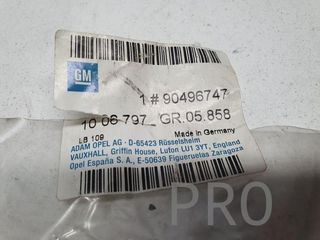 GM
1 # 90496747
10 06 797 GR.05.858
LB 109
Made in Germany
ADAM OPEL AG · D-65423 Rüsselsheim
VAUXHALL, Griffin House, Luton LU1 3YT, England
Opel España S. A., E-50639 Figueruelas Zaragoza
PRO